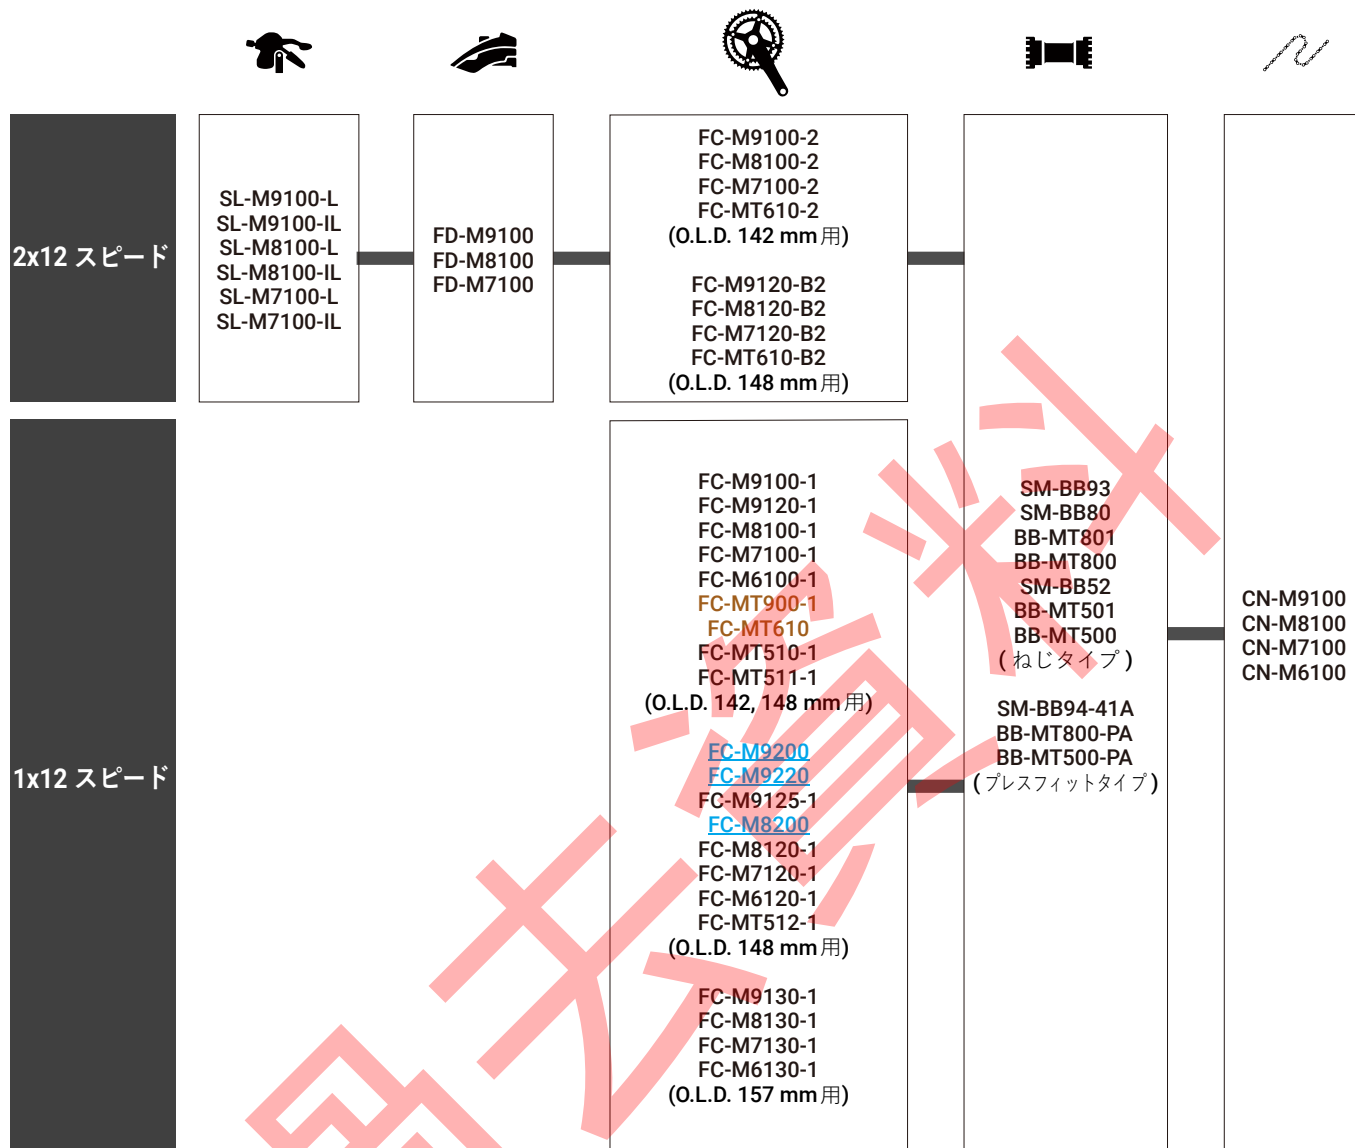 2x12 スピード
SL-M9100-L
SL-M9100-IL
SL-M8100-L
SL-M8100-IL
SL-M7100-L
SL-M7100-IL
FD-M9100
FD-M8100
FD-M7100
FC-M9100-2
FC-M8100-2
FC-M7100-2
FC-MT610-2
(O.L.D. 142 mm用)
FC-M9120-B2
FC-M8120-B2
FC-M7120-B2
FC-MT610-B2
(O.L.D. 148 mm用)
1x12 スピード
FC-M9100-1
FC-M9120-1
FC-M8100-1
FC-M7100-1
FC-M6100-1
FC-MT900-1
FC-MT610
FC-MT510-1
FC-MT511-1
(O.L.D. 142, 148 mm用)
FC-M9200
FC-M9220
FC-M9125-1
FC-M8200
FC-M8120-1
FC-M7120-1
FC-M6120-1
FC-MT512-1
(O.L.D. 148 mm用)
FC-M9130-1
FC-M8130-1
FC-M7130-1
FC-M6130-1
(O.L.D. 157 mm用)
SM-BB93
SM-BB80
BB-MT801
BB-MT800
SM-BB52
BB-MT501
BB-MT500
(ねじタイプ)
SM-BB94-41A
BB-MT800-PA
BB-MT500-PA
(プレスフィットタイプ)
CN-M9100
CN-M8100
CN-M7100
CN-M6100
過去資料